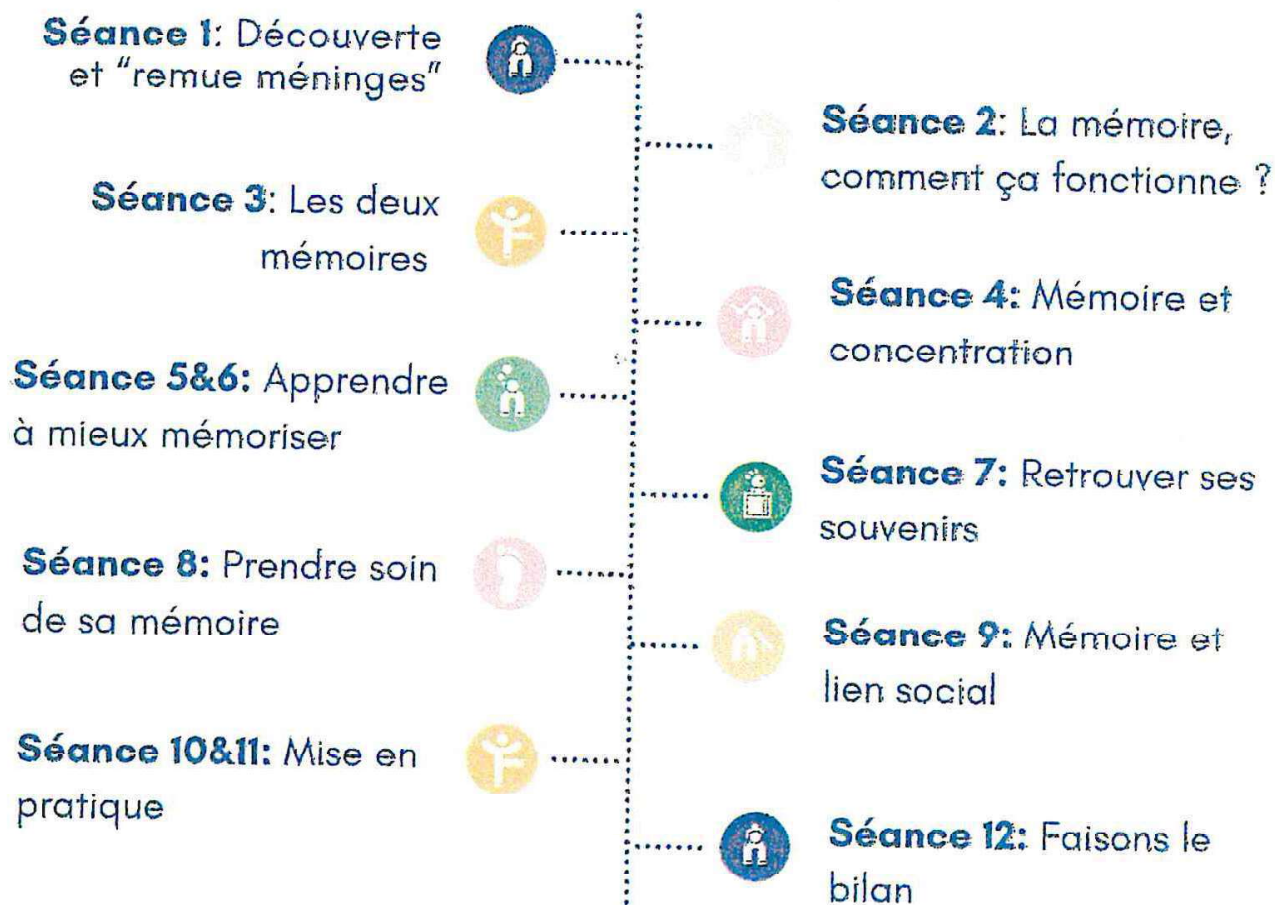 Séance 1: Découverte
et "remue méninges"
Séance 2: La mémoire,
comment ça fonctionne ?
Séance 3: Les deux
mémoires
Séance 4: Mémoire et
concentration
Séance 5&6: Apprendre
à mieux mémoriser
Séance 7: Retrouver ses
souvenirs
Séance 8: Prendre soin
de sa mémoire
Séance 9: Mémoire et
lien social
Séance 10&11: Mise en
pratique
Séance 12: Faisons le
bilan